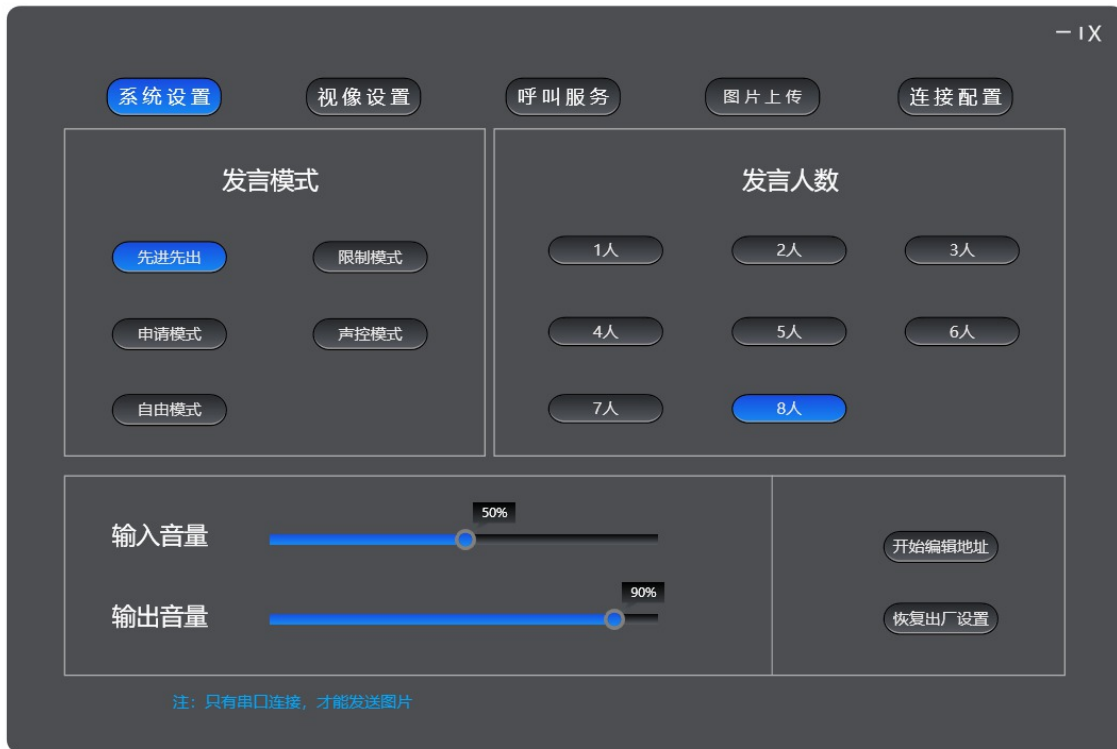 系统设置 视像设置 呼叫服务 图片上传 连接配置
发言模式
先进先出 限制模式
申请模式 声控模式
自由模式
发言人数
1人 2人 3人
4人 5人 6人
7人 8人
输入音量 50%
输出音量 90%
开始编辑地址
恢复出厂设置
注：只有串口连接，才能发送图片